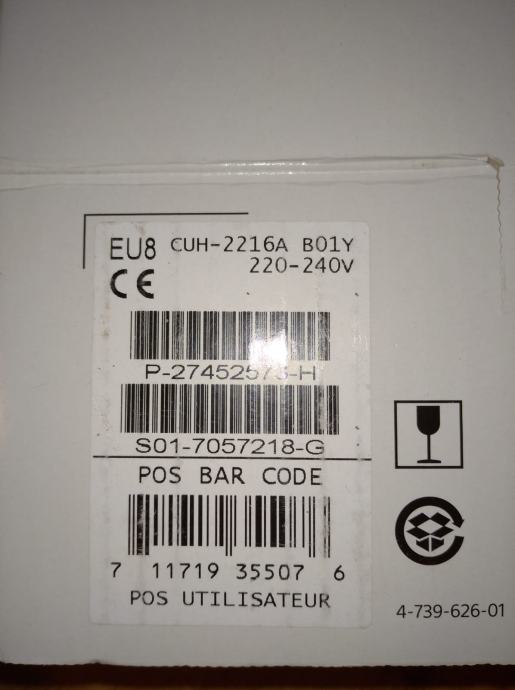 EU8 CUH-2216A B01Y
220-240V
CE
S01-7057218-G
POS BAR CODE
7 11719 35507 6
POS UTILISATEUR
4-739-626-01